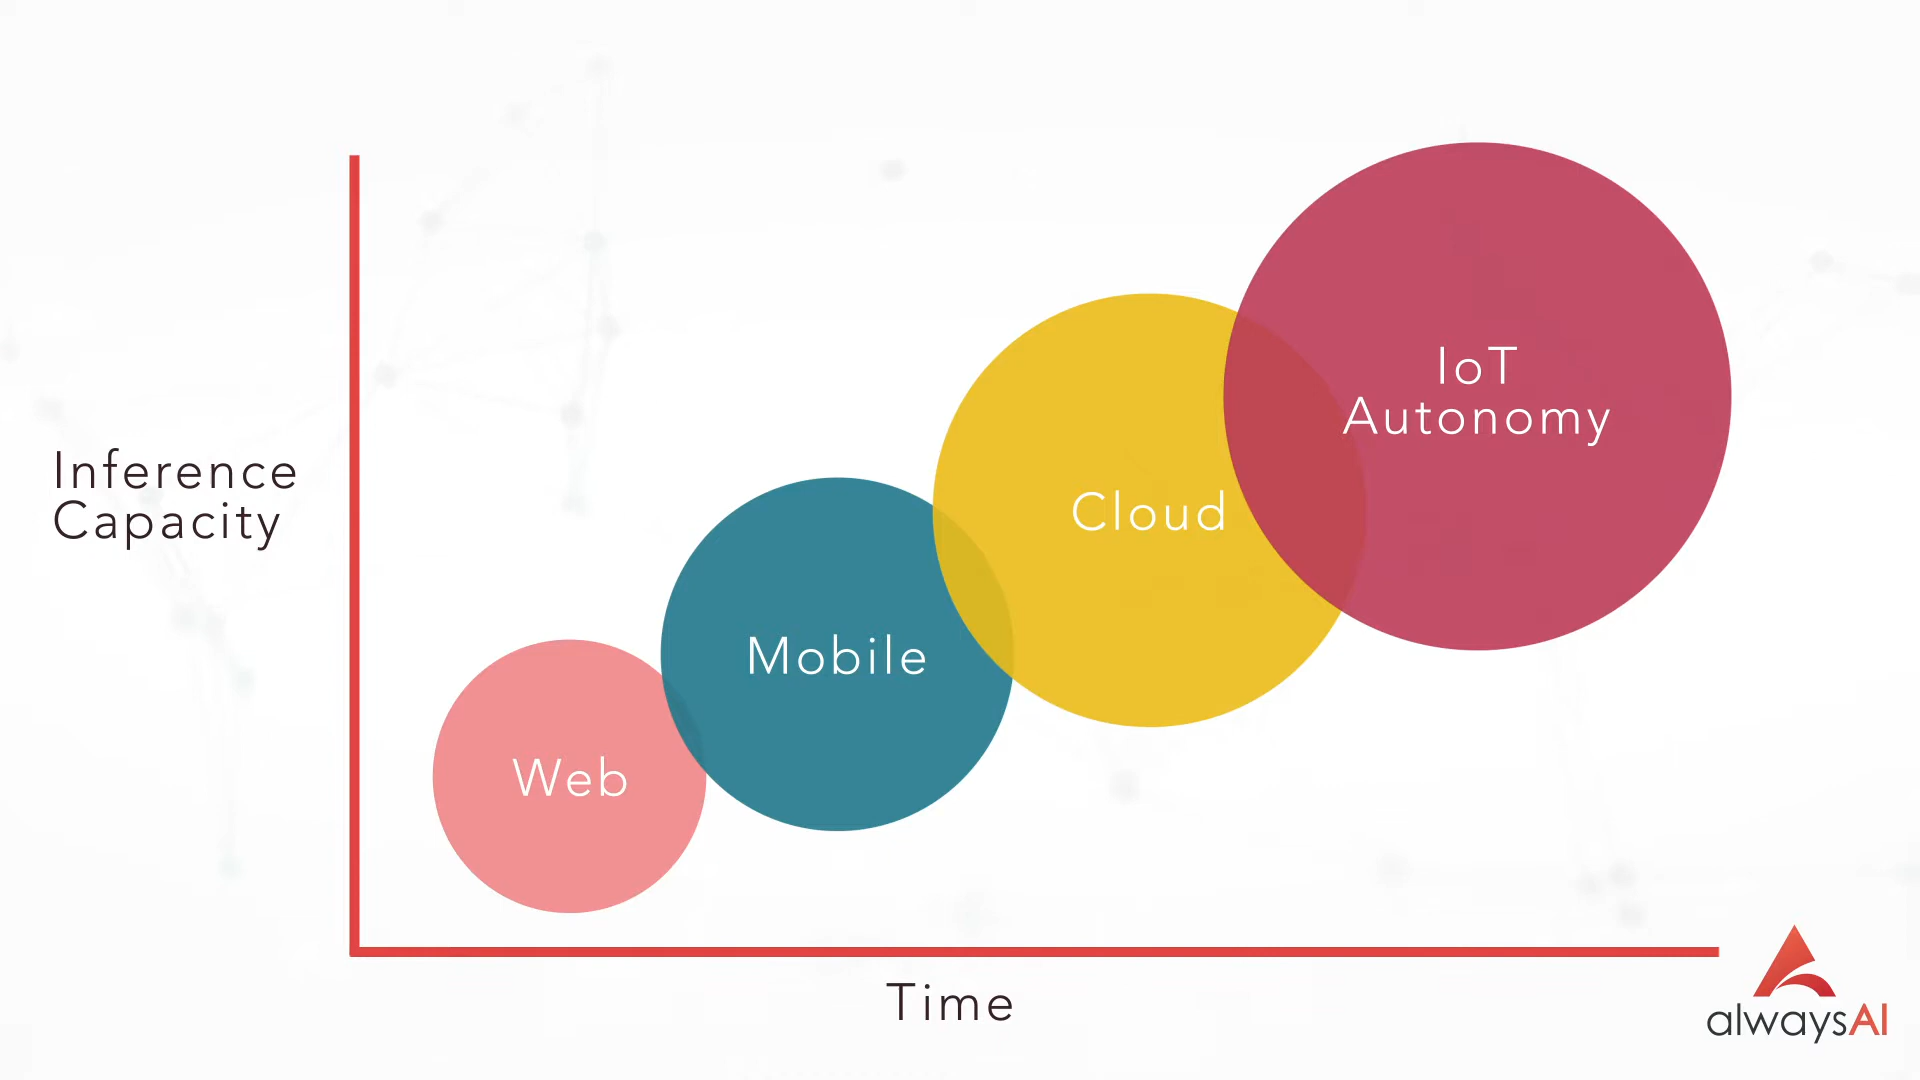 Inference
Capacity
Web
Mobile
Cloud
IoT
Autonomy
Time
alwaysAI